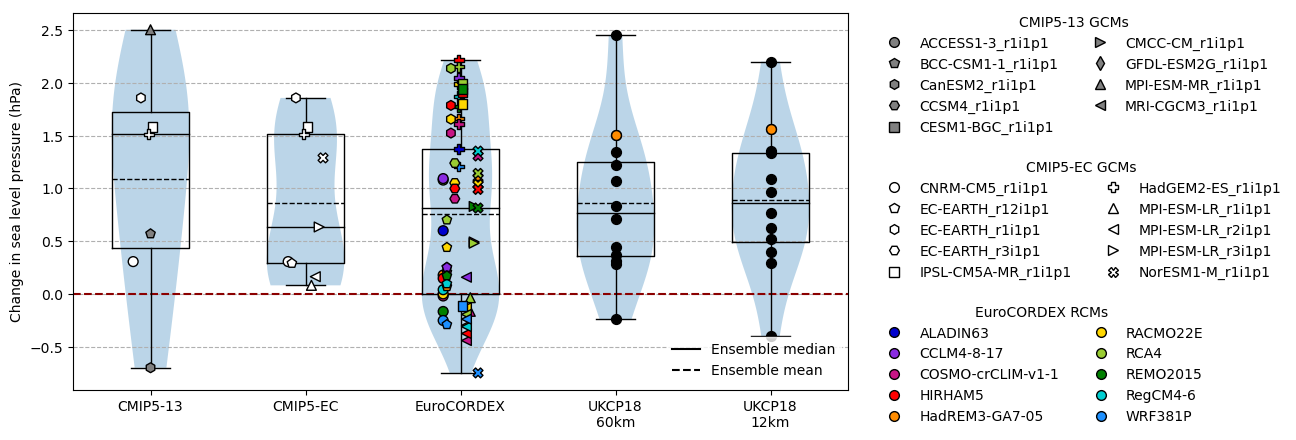 Change in sea level pressure (hPa)
2.5
2.0
1.5
1.0
0.5
0.0
−0.5
CMIP5-13
CMIP5-EC
EuroCORDEX
UKCP18
60km
UKCP18
12km
Ensemble median
Ensemble mean
CMIP5-13 GCMs
ACCESS1-3_r1i1p1
BCC-CSM1-1_r1i1p1
CanESM2_r1i1p1
CCSM4_r1i1p1
CESM1-BGC_r1i1p1
CMCC-CM_r1i1p1
GFDL-ESM2G_r1i1p1
MPI-ESM-MR_r1i1p1
MRI-CGCM3_r1i1p1
CMIP5-EC GCMs
CNRM-CM5_r1i1p1
EC-EARTH_r12i1p1
EC-EARTH_r1i1p1
EC-EARTH_r3i1p1
IPSL-CM5A-MR_r1i1p1
HadGEM2-ES_r1i1p1
MPI-ESM-LR_r1i1p1
MPI-ESM-LR_r2i1p1
MPI-ESM-LR_r3i1p1
NorESM1-M_r1i1p1
EuroCORDEX RCMs
ALADIN63
CCLM4-8-17
COSMO-crCLIM-v1-1
HIRHAM5
HadREM3-GA7-05
RACMO22E
RCA4
REMO2015
RegCM4-6
WRF381P